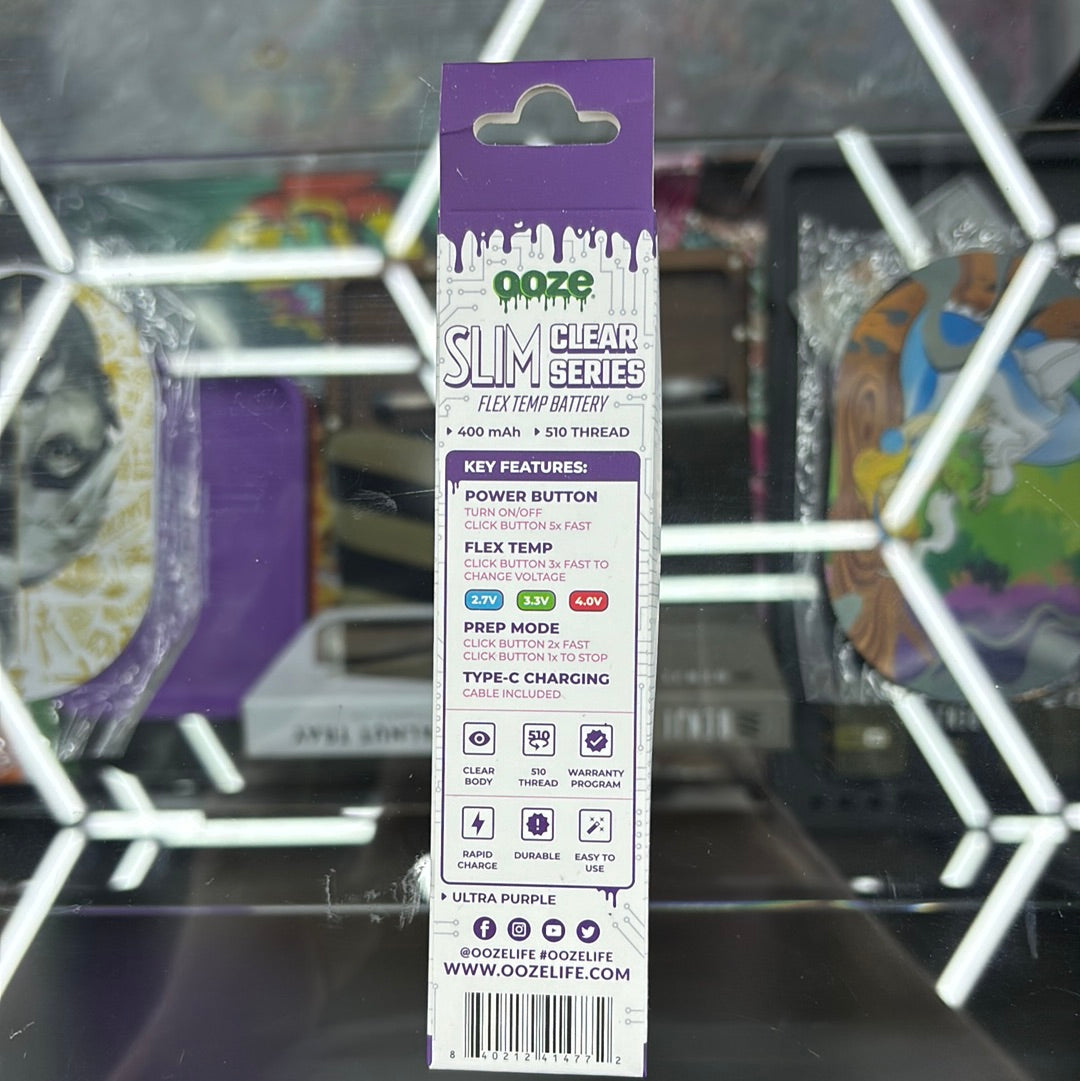 ooze
SLIM CLEAR SERIES
FLEX TEMP BATTERY
400 mAh 510 THREAD
KEY FEATURES:
POWER BUTTON
TURN ON/OFF
CLICK BUTTON 5x FAST
FLEX TEMP
CLICK BUTTON 3x FAST TO
CHANGE VOLTAGE
2.7V 3.3V 4.0V
PREP MODE
CLICK BUTTON 2x FAST
CLICK BUTTON 1x TO STOP
TYPE-C CHARGING
CABLE INCLUDED
510
CLEAR BODY
510 THREAD
WARRANTY PROGRAM
RAPID CHARGE
DURABLE
EASY TO USE
ULTRA PURPLE
@OOZELIFE #OOZELIFE
WWW.OOZELIFE.COM
8 40212 41477 2